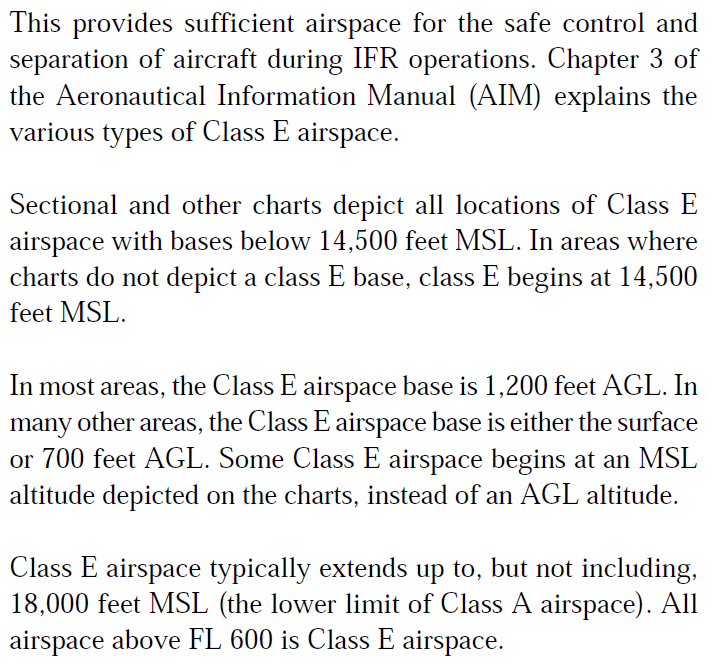 This provides sufficient airspace for the safe control and
separation of aircraft during IFR operations. Chapter 3 of
the Aeronautical Information Manual (AIM) explains the
various types of Class E airspace.
Sectional and other charts depict all locations of Class E
airspace with bases below 14,500 feet MSL. In areas where
charts do not depict a class E base, class E begins at 14,500
feet MSL.
In most areas, the Class E airspace base is 1,200 feet AGL. In
many other areas, the Class E airspace base is either the surface
or 700 feet AGL. Some Class E airspace begins at an MSL
altitude depicted on the charts, instead of an AGL altitude.
Class E airspace typically extends up to, but not including,
18,000 feet MSL (the lower limit of Class A airspace). All
airspace above FL 600 is Class E airspace.